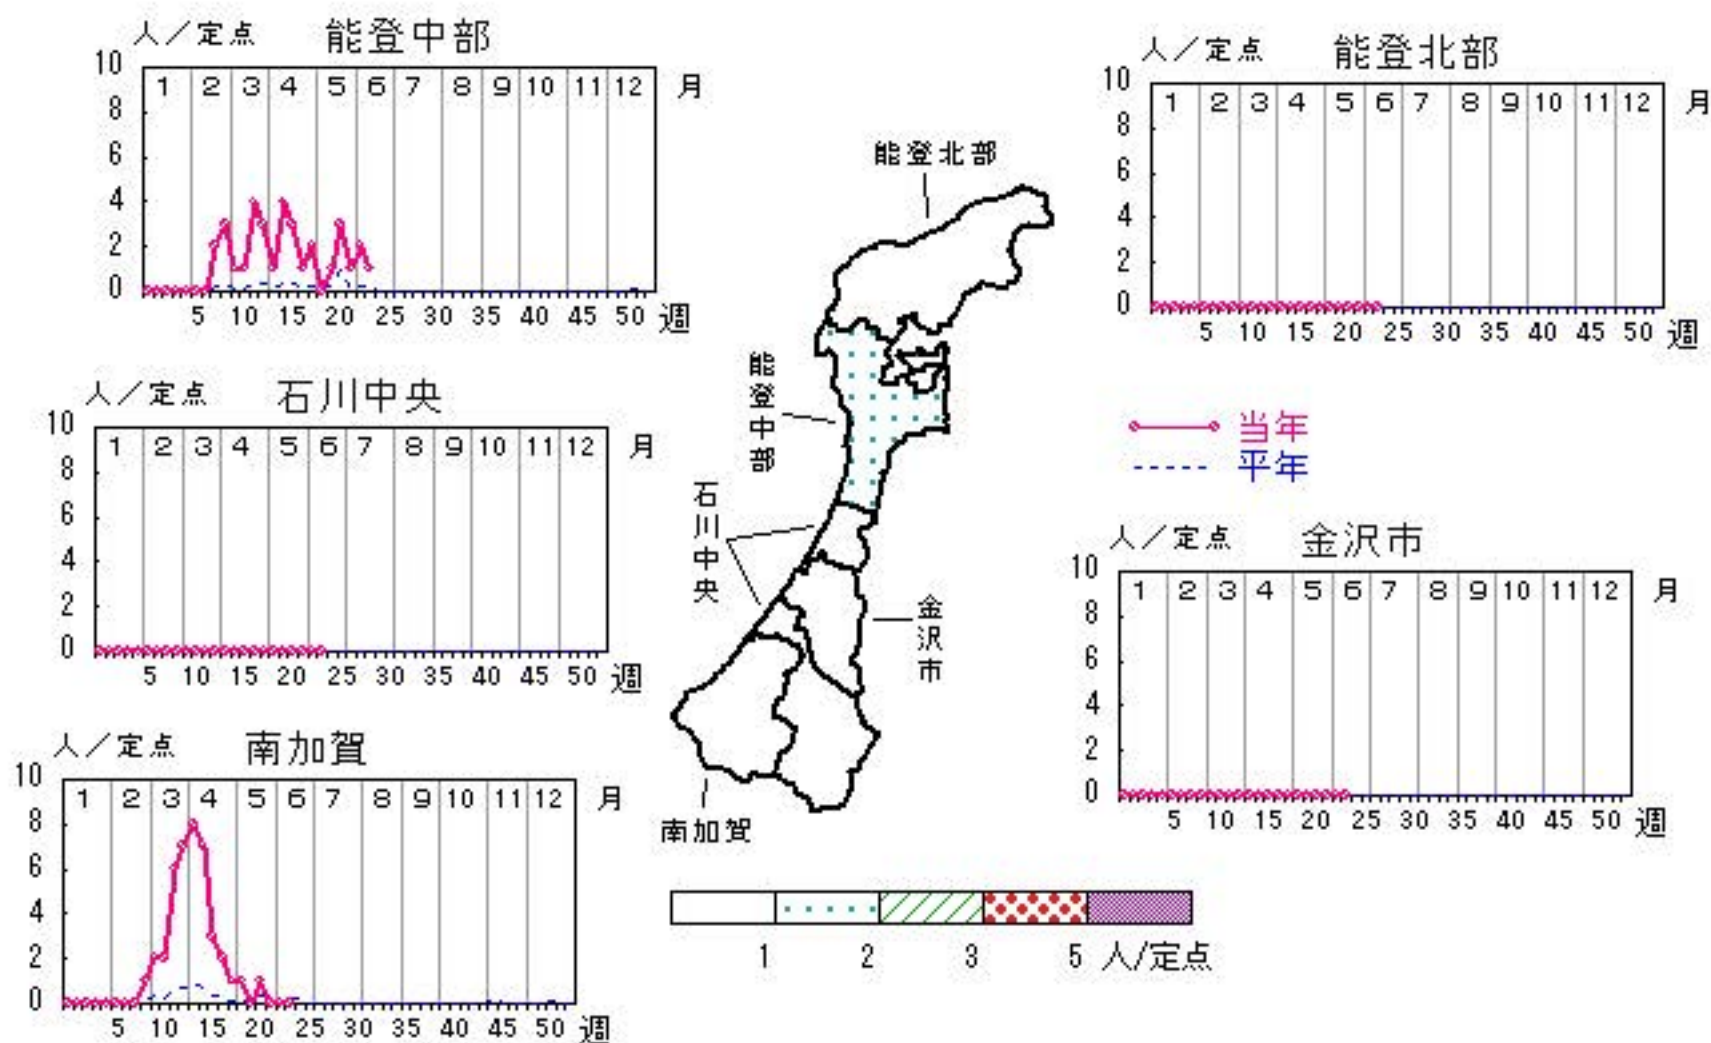 人／定点 能登中部
10 8 6 4 2 0
1 2 3 4 5 6 7 8 9 10 11 12 月
5 10 15 20 25 30 35 40 45 50 週
人／定点 能登北部
10 8 6 4 2 0
1 2 3 4 5 6 7 8 9 10 11 12 月
5 10 15 20 25 30 35 40 45 50 週
人／定点 石川中央
10 8 6 4 2 0
1 2 3 4 5 6 7 8 9 10 11 12 月
5 10 15 20 25 30 35 40 45 50 週
当年
平年
人／定点 金沢市
10 8 6 4 2 0
1 2 3 4 5 6 7 8 9 10 11 12 月
5 10 15 20 25 30 35 40 45 50 週
人／定点 南加賀
10 8 6 4 2 0
1 2 3 4 5 6 7 8 9 10 11 12 月
5 10 15 20 25 30 35 40 45 50 週
能登北部
能登中部
石川中央
金沢市
南加賀
1 2 3 5 人/定点